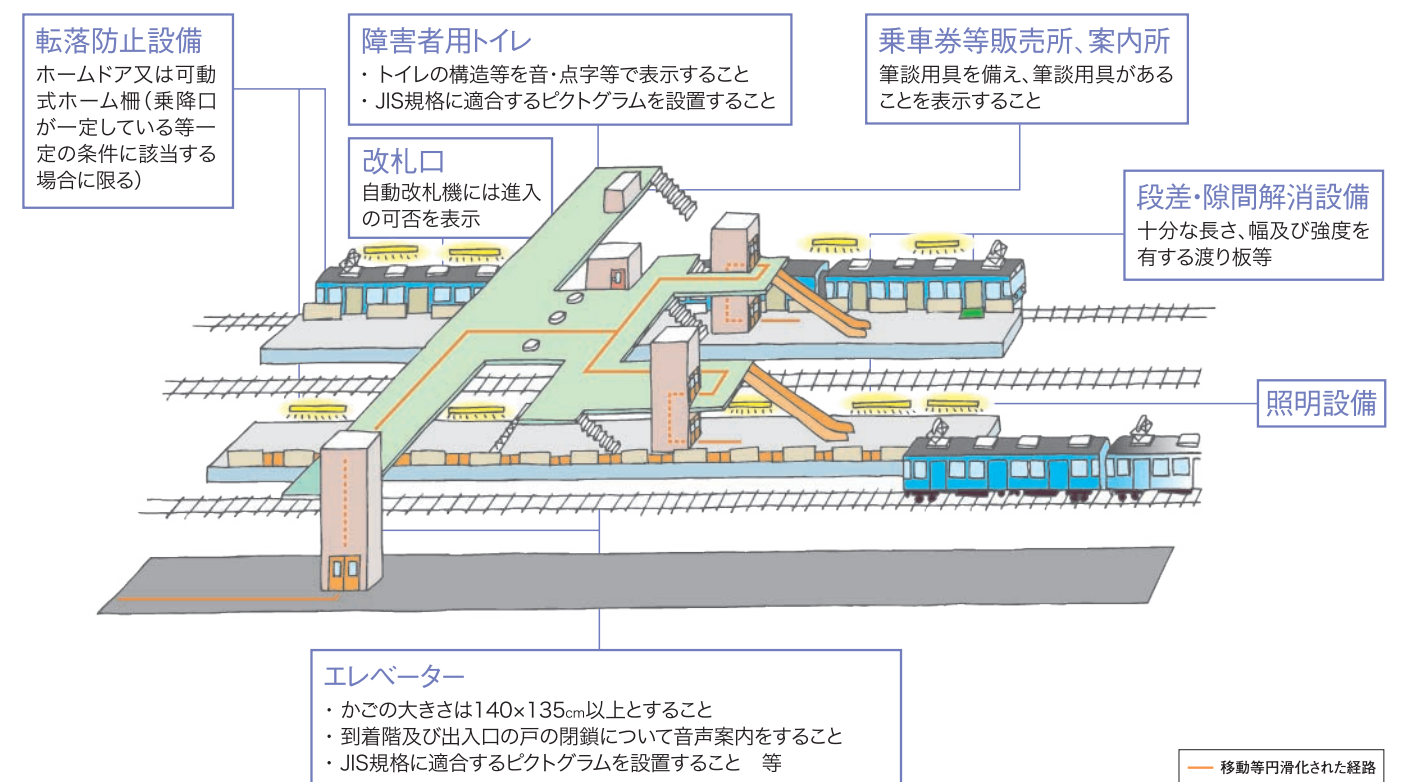 転落防止設備
ホームドア又は可動
式ホーム柵(乗降口
が一定している等一
定の条件に該当する
場合に限る)
障害者用トイレ
・ トイレの構造等を音・点字等で表示すること
・ JIS規格に適合するピクトグラムを設置すること
乗車券等販売所、案内所
筆談用具を備え、筆談用具がある
ことを表示すること
改札口
自動改札機には進入
の可否を表示
段差・隙間解消設備
十分な長さ、幅及び強度を
有する渡り板等
照明設備
エレベーター
・ かごの大きさは140×135cm以上とすること
・ 到着階及び出入口の戸の閉鎖について音声案内をすること
・ JIS規格に適合するピクトグラムを設置すること 等
移動等円滑化された経路